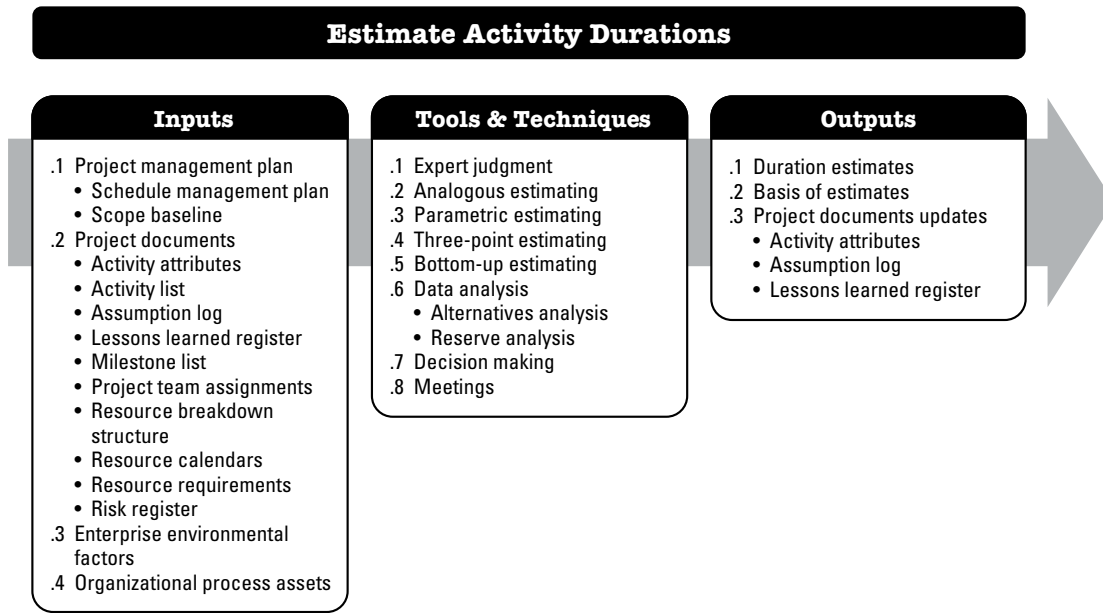 Estimate Activity Durations
Inputs
.1 Project management plan
• Schedule management plan
• Scope baseline
.2 Project documents
• Activity attributes
• Activity list
• Assumption log
• Lessons learned register
• Milestone list
• Project team assignments
• Resource breakdown
structure
• Resource calendars
• Resource requirements
• Risk register
.3 Enterprise environmental
factors
.4 Organizational process assets
Tools & Techniques
.1 Expert judgment
.2 Analogous estimating
.3 Parametric estimating
.4 Three-point estimating
.5 Bottom-up estimating
.6 Data analysis
• Alternatives analysis
• Reserve analysis
.7 Decision making
.8 Meetings
Outputs
.1 Duration estimates
.2 Basis of estimates
.3 Project documents updates
• Activity attributes
• Assumption log
• Lessons learned register